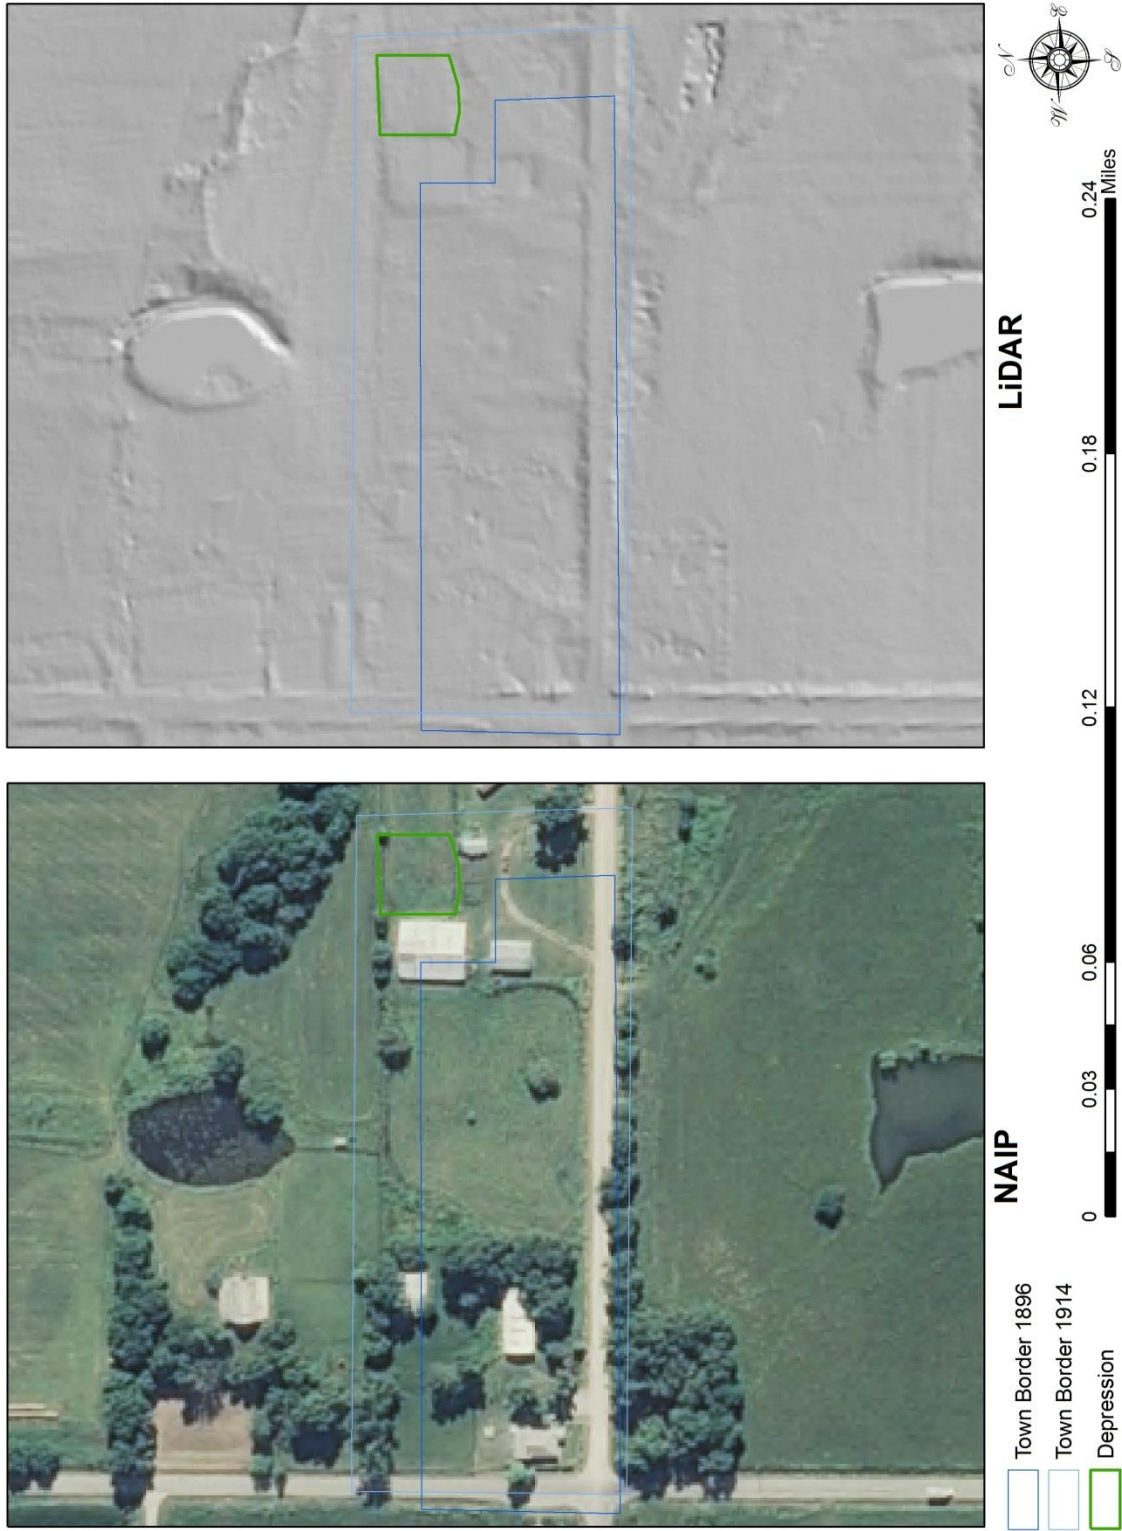 NAIP
LiDAR
Town Border 1896
Town Border 1914
Depression
0 0.03 0.06 0.12 0.18 0.24
Miles
N
E
S
W